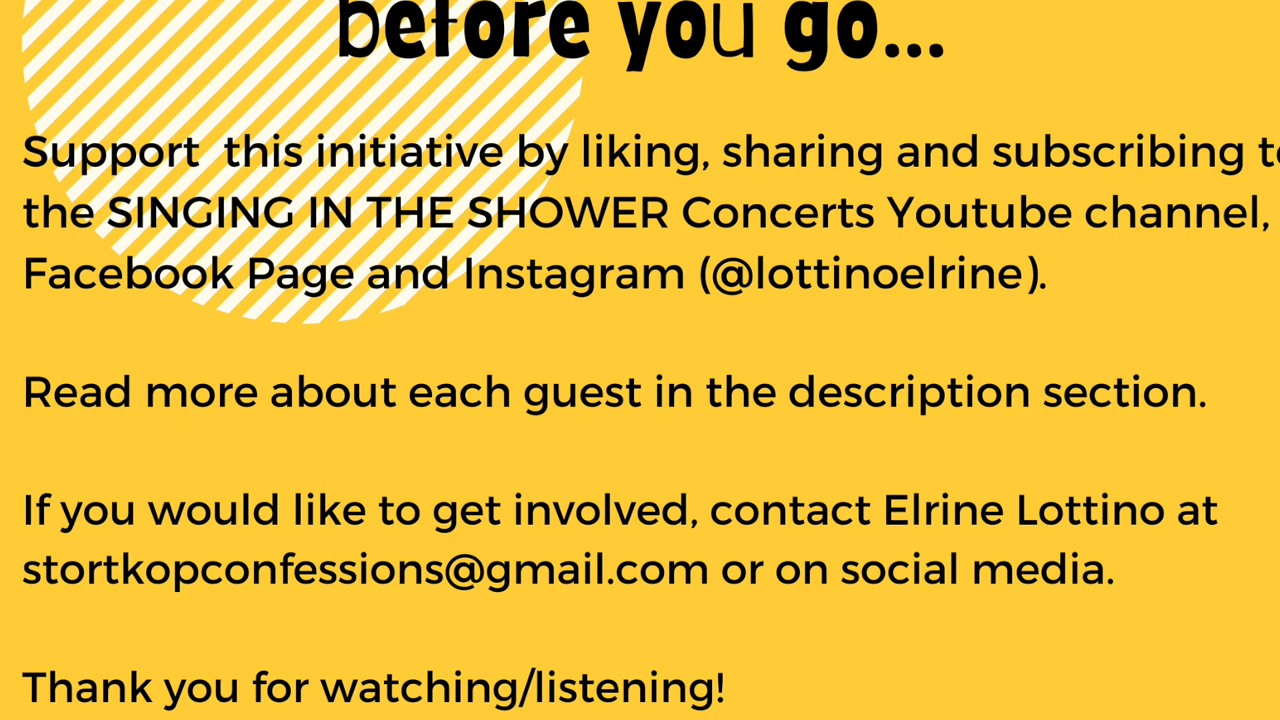 before you go...
Support this initiative by liking, sharing and subscribing to
the SINGING IN THE SHOWER Concerts Youtube channel,
Facebook Page and Instagram (@lottinoelrine).
Read more about each guest in the description section.
If you would like to get involved, contact Elrine Lottino at
stortkopconfessions@gmail.com or on social media.
Thank you for watching/listening!